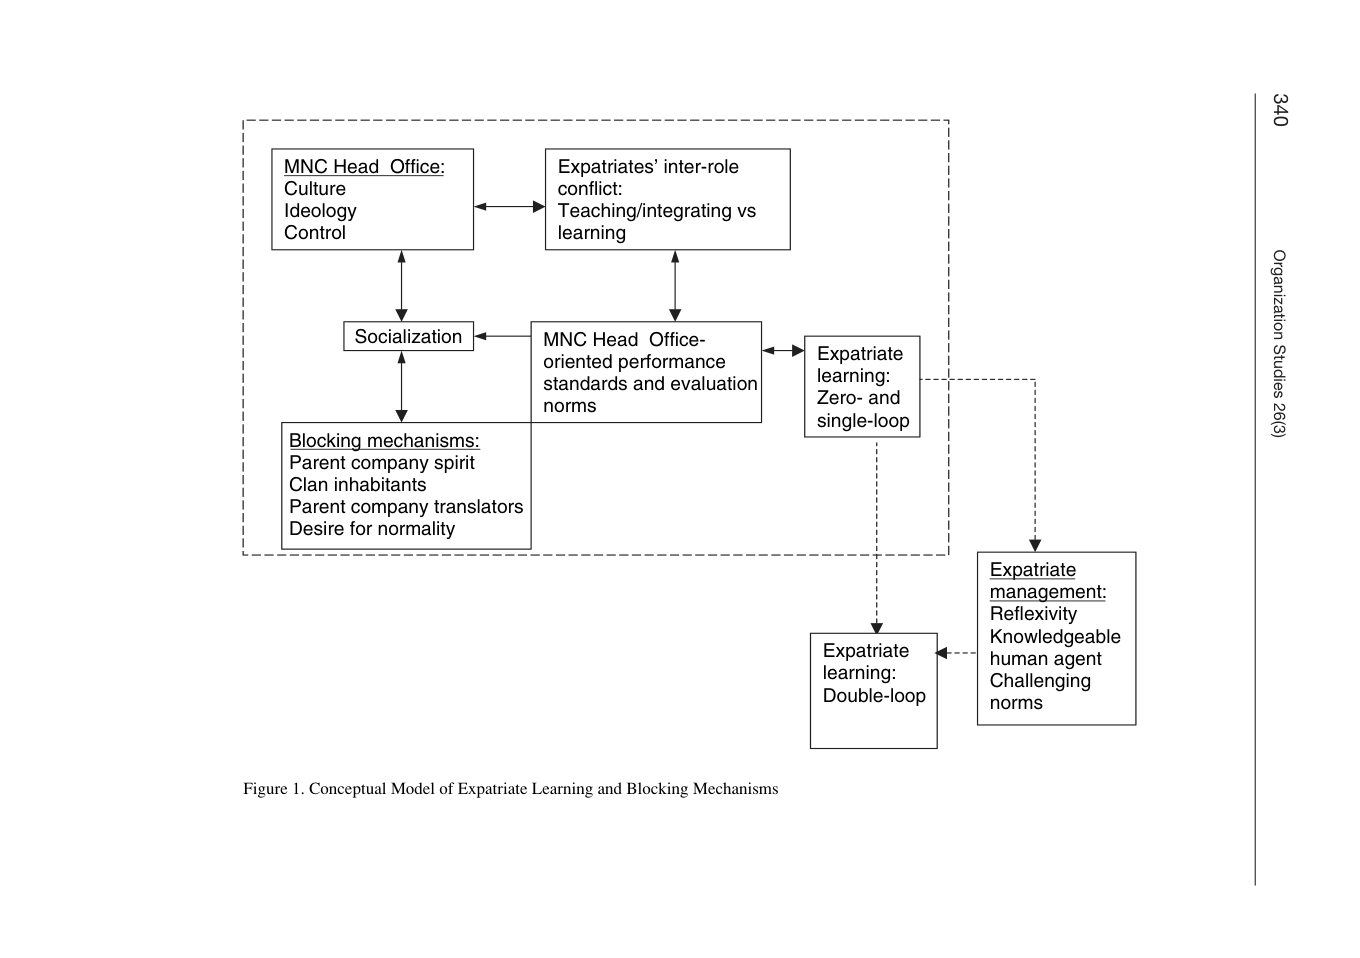 MNC Head Office:
Culture
Ideology
Control
Expatriates’ inter-role
conflict:
Teaching/integrating vs
learning
Socialization
MNC Head Office-
oriented performance
standards and evaluation
norms
Expatriate
learning:
Zero- and
single-loop
Blocking mechanisms:
Parent company spirit
Clan inhabitants
Parent company translators
Desire for normality
Expatriate
management:
Reflexivity
Knowledgeable
human agent
Challenging
norms
Expatriate
learning:
Double-loop
Figure 1. Conceptual Model of Expatriate Learning and Blocking Mechanisms
340
Organization Studies 26(3)